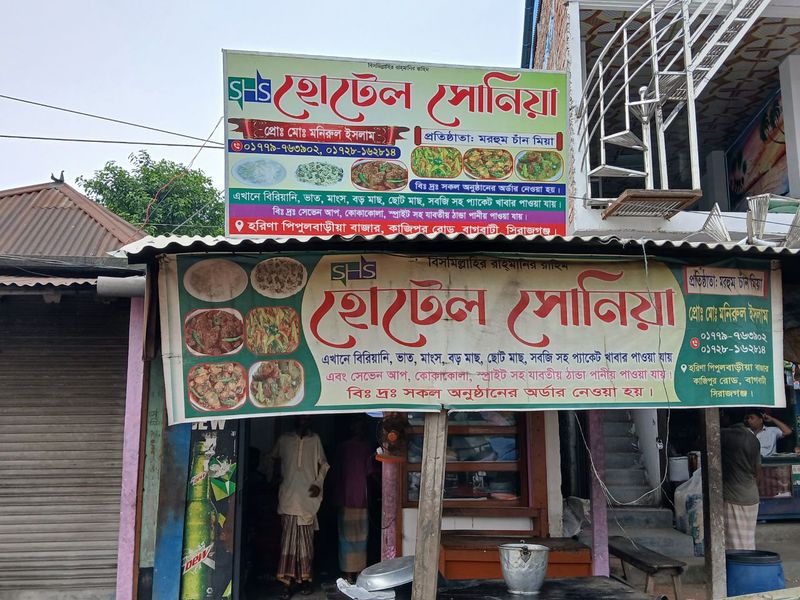 বিসমিল্লাহির রাহমানির রাহিম
SHS হোটেল সোনিয়া
প্রোঃ মোঃ মনিরুল ইসলাম
প্রতিষ্ঠাতা: মরহুম চাঁন মিয়া
০১৭৭৯-৭৬৩৯০২, ০১৭২৮-১৬২৮১৪
বিঃ দ্রঃ সকল অনুষ্ঠানের অর্ডার নেওয়া হয়।
এখানে বিরিয়ানি, ভাত, মাংস, বড় মাছ, ছোট মাছ, সবজি সহ প্যাকেট খাবার পাওয়া যায়
বিঃ দ্রঃ সেভেন আপ, কোকাকোলা, স্প্রাইট সহ যাবতীয় ঠান্ডা পানীয় পাওয়া যায়।
হরিণা পিপুলবাড়ীয়া বাজার, কাজিপুর রোড, বাগবাটী, সিরাজগঞ্জ।
বিসমিল্লাহির রাহমানির রাহিম
SHS
হোটেল সোনিয়া
এখানে বিরিয়ানি, ভাত, মাংস, বড় মাছ, ছোট মাছ, সবজি সহ প্যাকেট খাবার পাওয়া যায়
এবং সেভেন আপ, কোকাকোলা, স্প্রাইট সহ যাবতীয় ঠান্ডা পানীয় পাওয়া যায়।
বিঃ দ্রঃ সকল অনুষ্ঠানের অর্ডার নেওয়া হয়।
প্রতিষ্ঠাতা: মরহুম চাঁন মিয়া
প্রোঃ মোঃ মনিরুল ইসলাম
০১৭৭৯-৭৬৩৯০২
০১৭২৮-১৬২৮১৪
হরিণা পিপুলবাড়ীয়া বাজার
কাজিপুর রোড, বাগবাটী
সিরাজগঞ্জ।
DEW
DEW